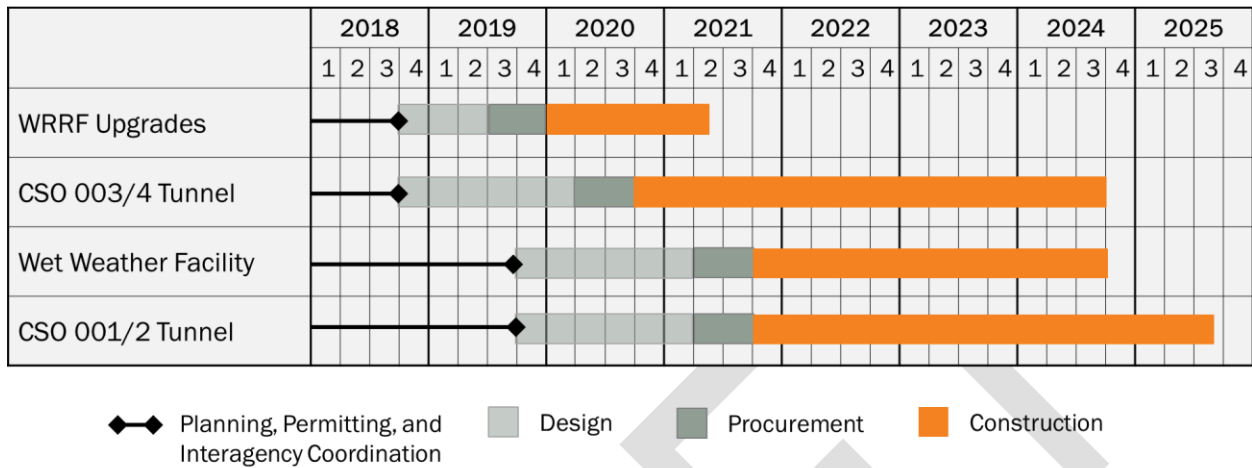 2018 2019 2020 2021 2022 2023 2024 2025
1 2 3 4 1 2 3 4 1 2 3 4 1 2 3 4 1 2 3 4 1 2 3 4 1 2 3 4 1 2 3 4
WRRF Upgrades
CSO 003/4 Tunnel
Wet Weather Facility
CSO 001/2 Tunnel
Planning, Permitting, and Design Procurement Construction
Interagency Coordination